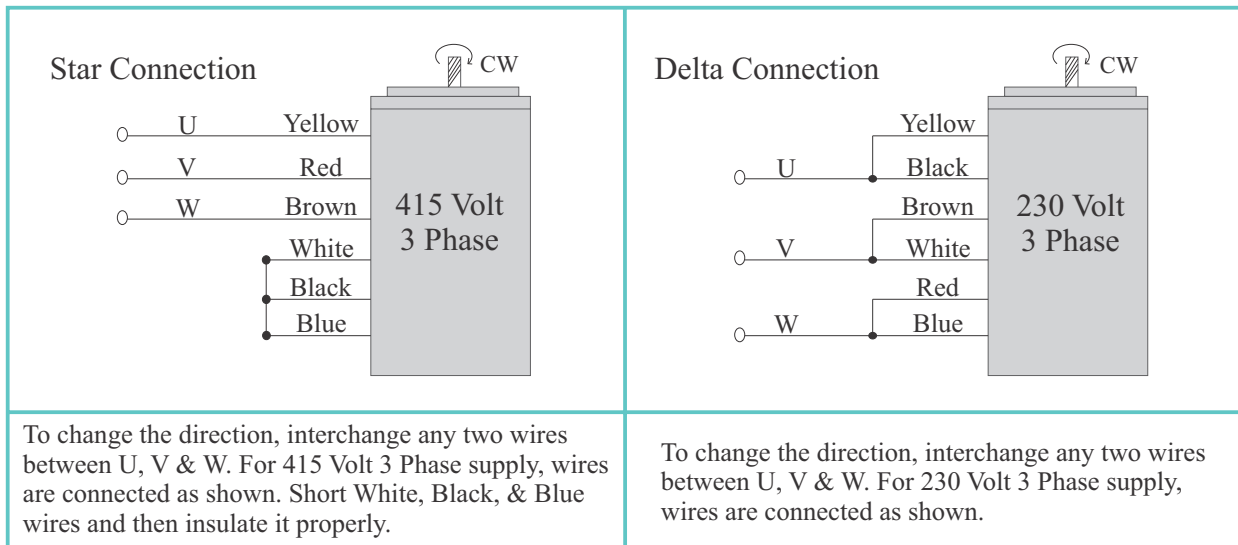 Star Connection
CW
U Yellow
V Red
W Brown
White
Black
Blue
415 Volt
3 Phase
To change the direction, interchange any two wires
between U, V & W. For 415 Volt 3 Phase supply, wires
are connected as shown. Short White, Black, & Blue
wires and then insulate it properly.
Delta Connection
CW
Yellow
U Black
Brown
V White
Red
W Blue
230 Volt
3 Phase
To change the direction, interchange any two wires
between U, V & W. For 230 Volt 3 Phase supply,
wires are connected as shown.